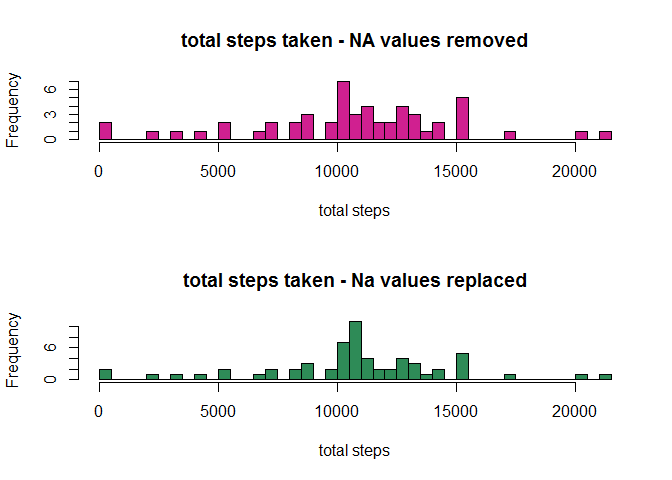 total steps taken - NA values removed
Frequency
6
3
0
0 5000 10000 15000 20000
total steps
total steps taken - Na values replaced
Frequency
6
0
0 5000 10000 15000 20000
total steps